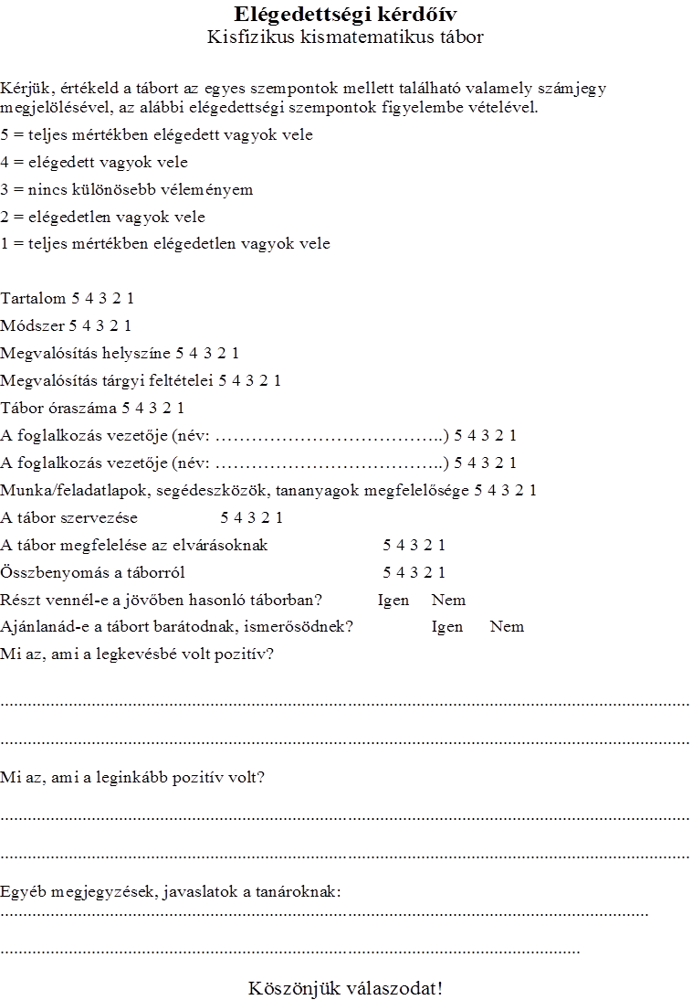 Elégedettségi kérdőív
Kisfizikus kismatematikus tábor
Kérjük, értékeld a tábort az egyes szempontok mellett található valamely számjegy
megjelölésével, az alábbi elégedettségi szempontok figyelembe vételével.
5 = teljes mértékben elégedett vagyok vele
4 = elégedett vagyok vele
3 = nincs különösebb véleményem
2 = elégedetlen vagyok vele
1 = teljes mértékben elégedetlen vagyok vele
Tartalom 5 4 3 2 1
Módszer 5 4 3 2 1
Megvalósítás helyszíne 5 4 3 2 1
Megvalósítás tárgyi feltételei 5 4 3 2 1
Tábor óraszáma 5 4 3 2 1
A foglalkozás vezetője (név: ………………………………..) 5 4 3 2 1
A foglalkozás vezetője (név: ………………………………..) 5 4 3 2 1
Munka/feladatlapok, segédeszközök, tananyagok megfelelősége 5 4 3 2 1
A tábor szervezése 5 4 3 2 1
A tábor megfelelése az elvárásoknak 5 4 3 2 1
Összbenyomás a táborról 5 4 3 2 1
Részt vennél-e a jövőben hasonló táborban? Igen Nem
Ajánlanád-e a tábort barátodnak, ismerősödnek? Igen Nem
Mi az, ami a legkevésbé volt pozitív?
.......................................................................................................................................................
.......................................................................................................................................................
Mi az, ami a leginkább pozitív volt?
.......................................................................................................................................................
.......................................................................................................................................................
Egyéb megjegyzések, javaslatok a tanároknak:
..............................................................................................................................................
...............................................................................................................................
Köszönjük válaszodat!